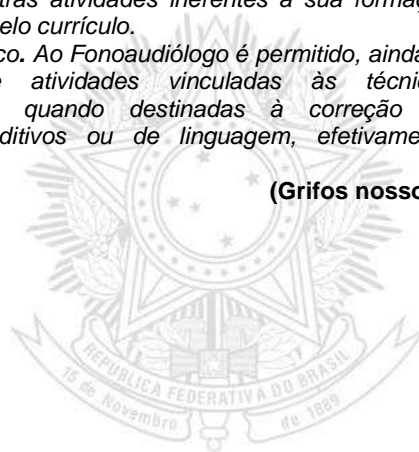 tras atividades inerentes à sua formaç
elo currículo.
co. Ao Fonoaudiólogo é permitido, ainda
e atividades vinculadas às técni
quando destinadas à correção
ditivos ou de linguagem, efetivame
(Grifos nosso
REPÚBLICA FEDERATIVA DO BRASIL
15 de Novembro de 1889